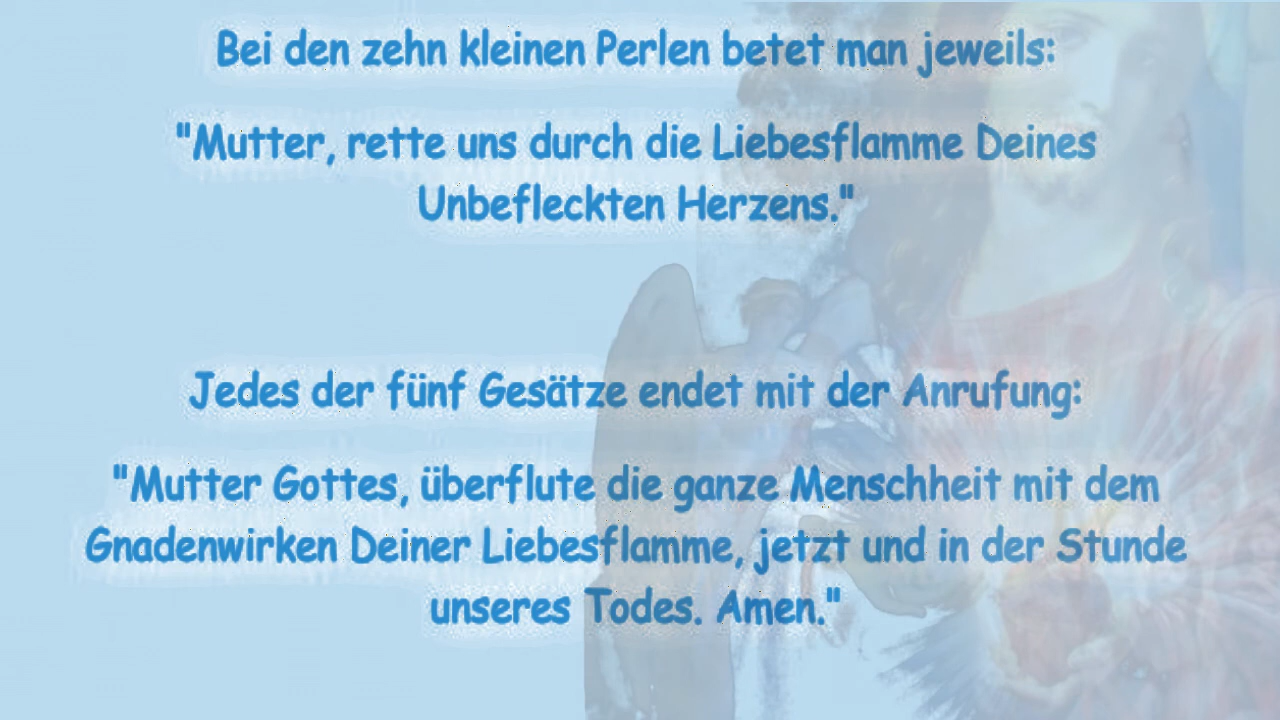 Bei den zehn kleinen Perlen betet man jeweils:
"Mutter, rette uns durch die Liebesflamme Deines
Unbefleckten Herzens."
Jedes der fünf Gesätze endet mit der Anrufung:
"Mutter Gottes, überflute die ganze Menschheit mit dem
Gnadenwirken Deiner Liebesflamme, jetzt und in der Stunde
unseres Todes. Amen."